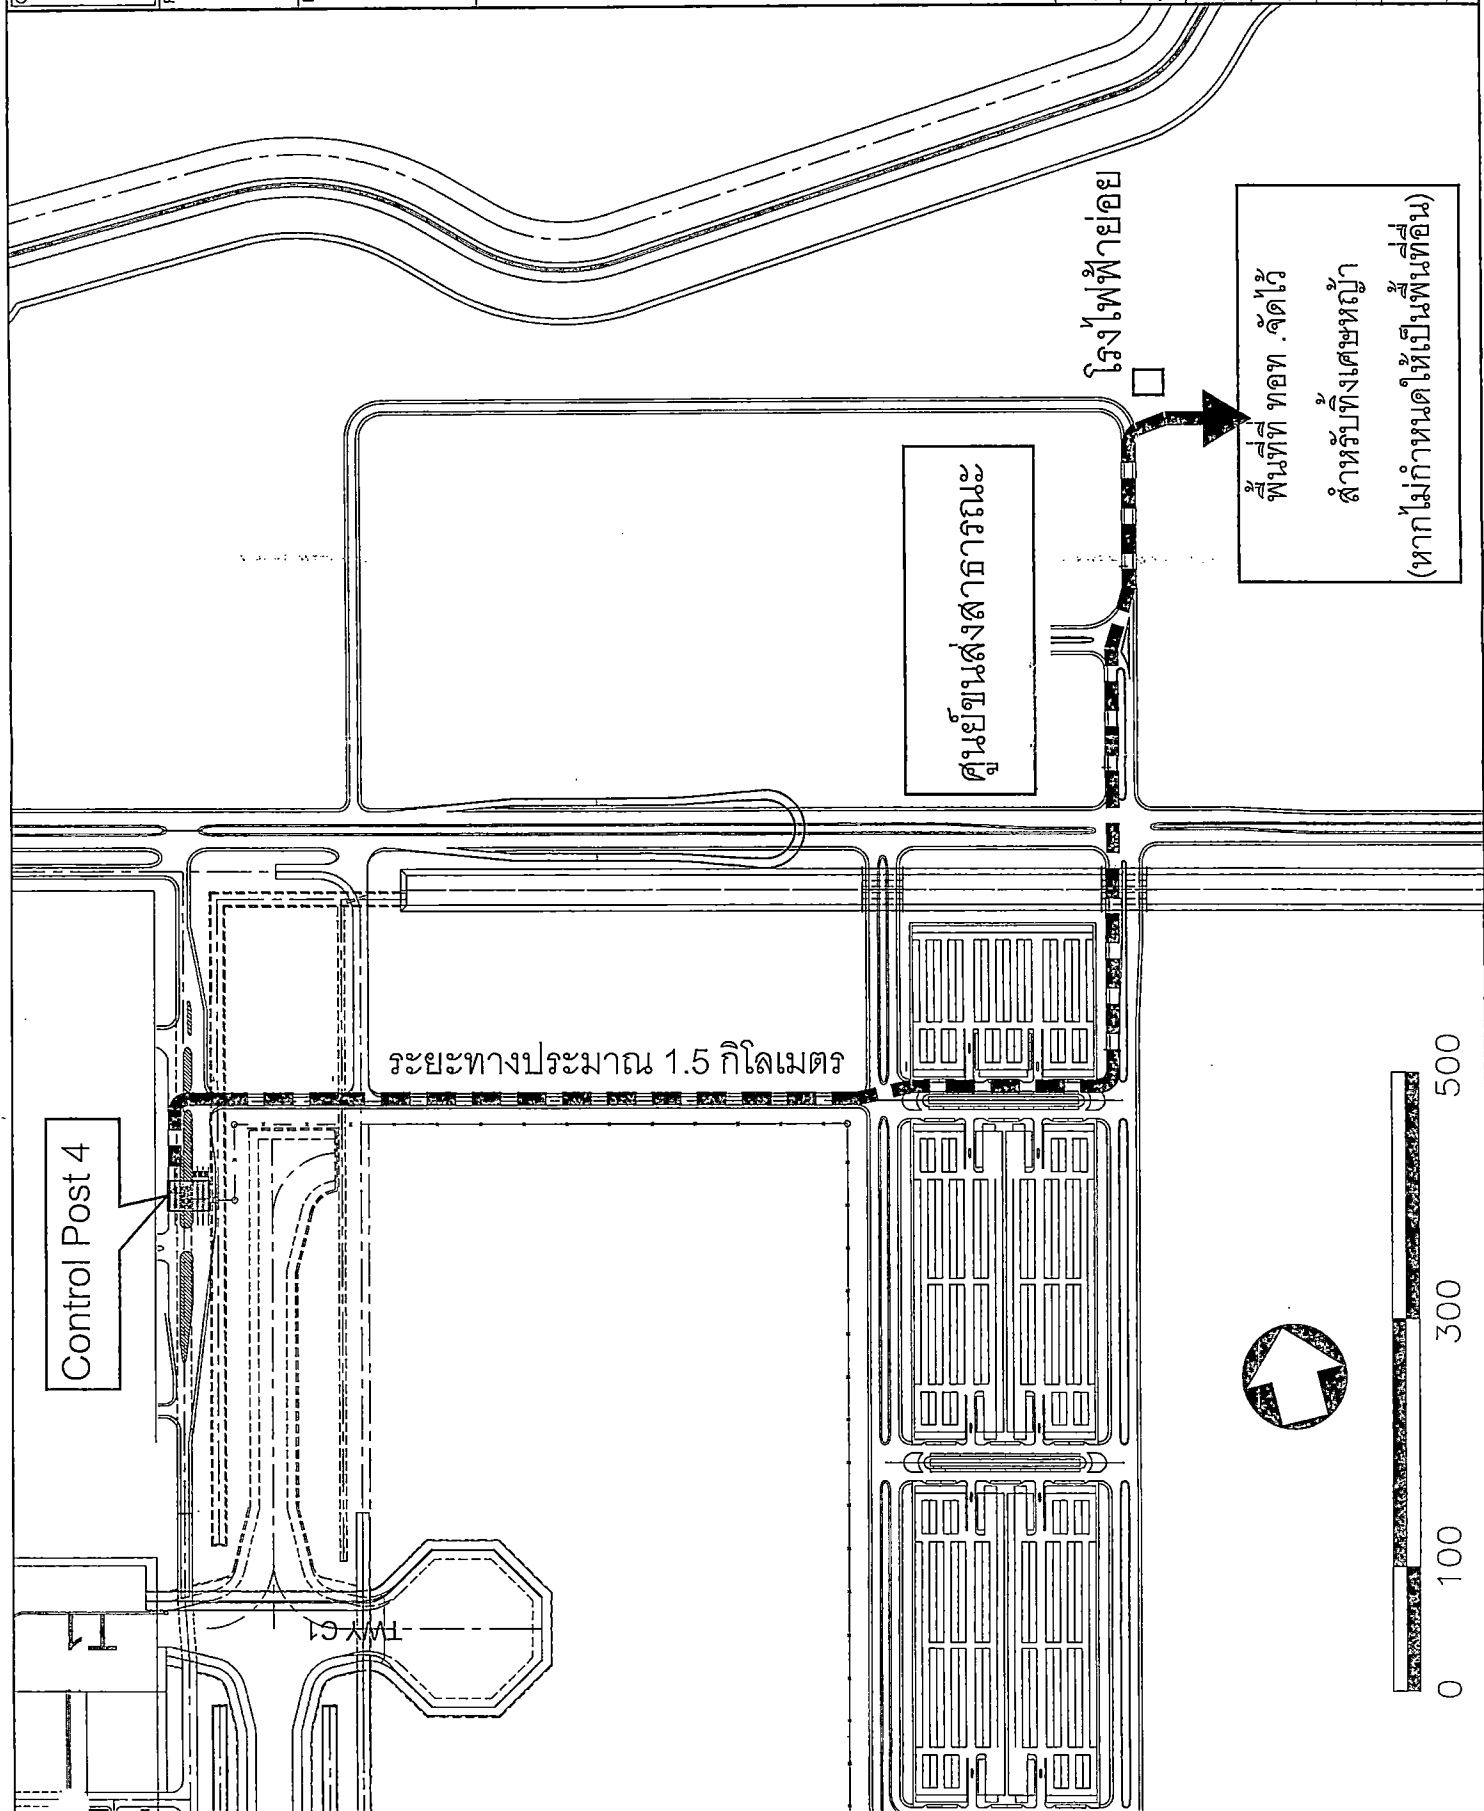 Control Post 4
ระยะทางประมาณ 1.5 กิโลเมตร
ศูนย์ขนส่งสาธารณะ
โรงไฟฟ้าย่อย
พื้นที่ที่ ทอท .จัดไว้
สำหรับทิ้งเศษหญ้า
(หากไม่กำหนดให้เป็นพื้นที่อื่น)
T1
TWY C1
0 100 300 500